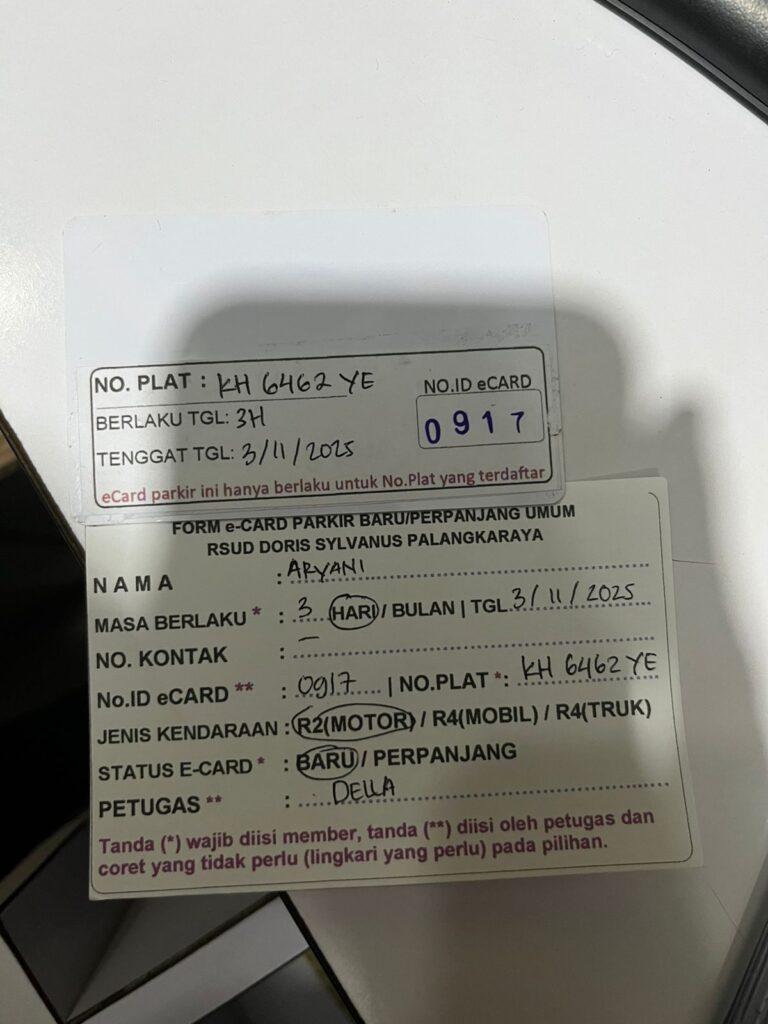 NO. PLAT : KH 6462 YE
NO.ID eCARD
BERLAKU TGL: 3H
0917
TENGGAT TGL: 3/11/2025
eCard parkir ini hanya berlaku untuk No.Plat yang terdaftar
FORM e-CARD PARKIR BARU/PERPANJANG UMUM
RSUD DORIS SYLVANUS PALANGKARAYA
NAMA : ARYANI
MASA BERLAKU * : 3 HARI / BULAN | TGL 3/11/2025
NO. KONTAK : –
No.ID eCARD ** : 0917 | NO.PLAT *: KH 6462 YE
JENIS KENDARAAN : R2(MOTOR) / R4(MOBIL) / R4(TRUK)
STATUS E-CARD * : BARU / PERPANJANG
PETUGAS ** : DELLA
Tanda (*) wajib diisi member, tanda (**) diisi oleh petugas dan
coret yang tidak perlu (lingkari yang perlu) pada pilihan.